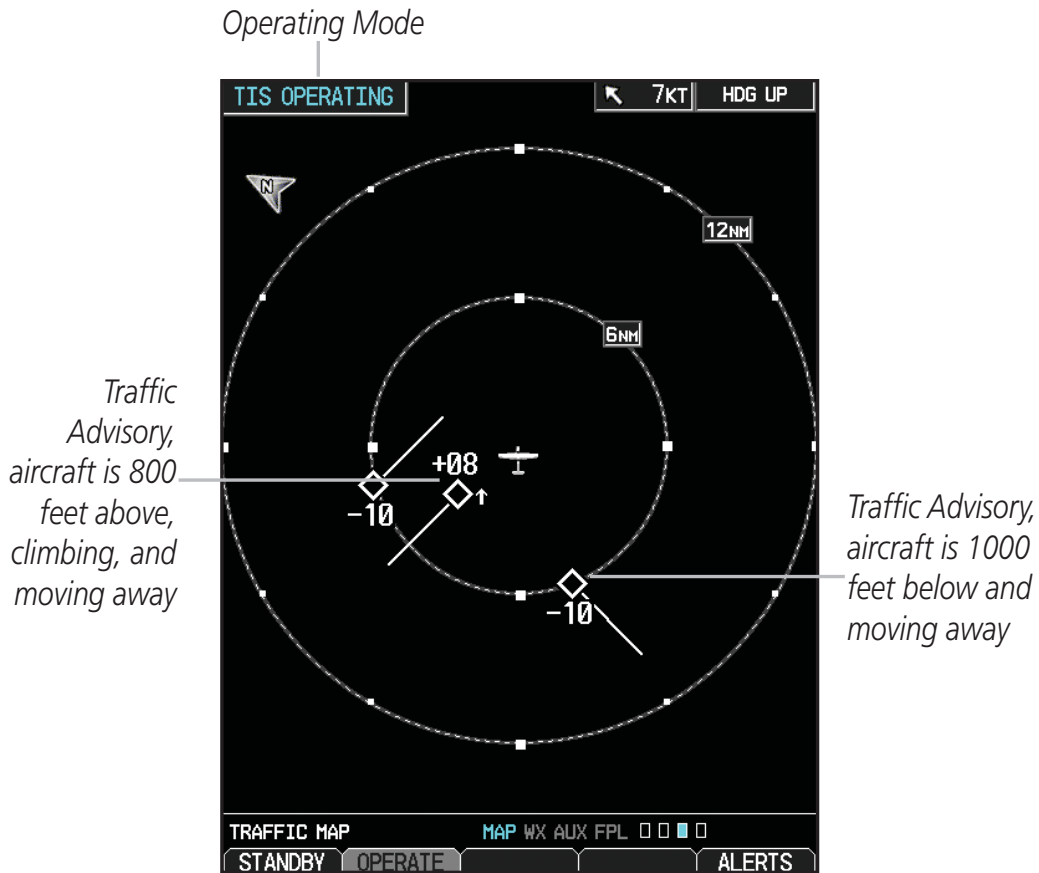 Operating Mode
TIS OPERATING
7KT
HDG UP
N
12NM
6NM
Traffic
Advisory,
aircraft is 800
feet above,
climbing, and
moving away
+08
-10
-10
Traffic Advisory,
aircraft is 1000
feet below and
moving away
TRAFFIC MAP
MAP WX AUX FPL
STANDBY
OPERATE
ALERTS